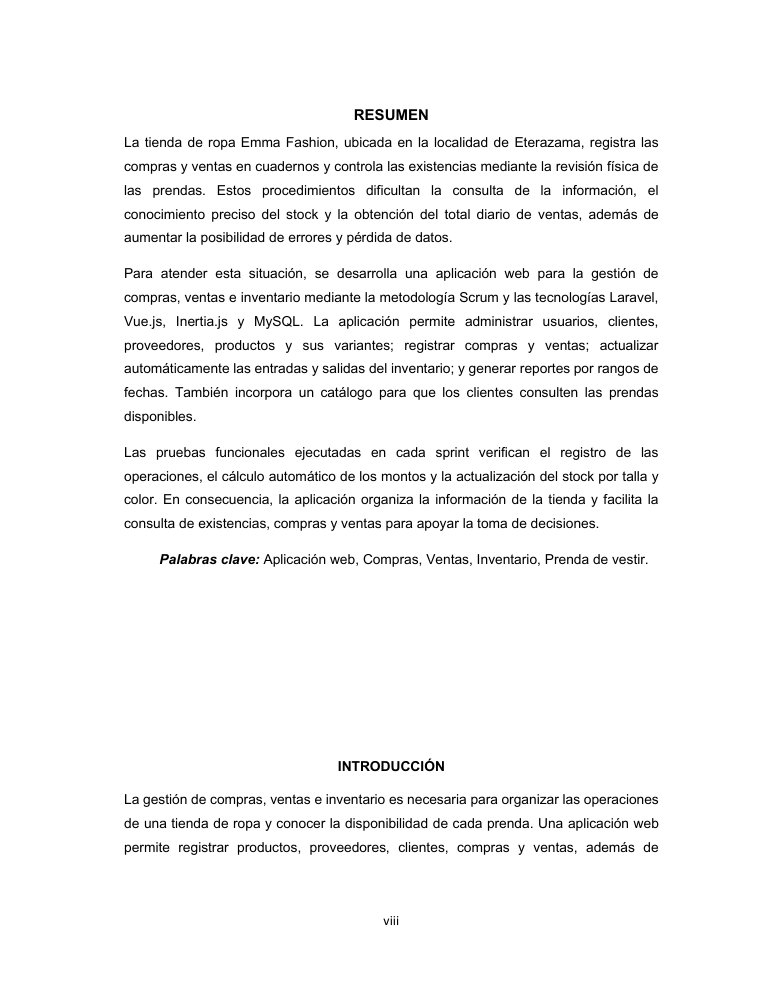 RESUMEN
La tienda de ropa Emma Fashion, ubicada en la localidad de Eterazama, registra las
compras y ventas en cuadernos y controla las existencias mediante la revisión física de
las prendas. Estos procedimientos dificultan la consulta de la información, el
conocimiento preciso del stock y la obtención del total diario de ventas, además de
aumentar la posibilidad de errores y pérdida de datos.
Para atender esta situación, se desarrolla una aplicación web para la gestión de
compras, ventas e inventario mediante la metodología Scrum y las tecnologías Laravel,
Vue.js, Inertia.js y MySQL. La aplicación permite administrar usuarios, clientes,
proveedores, productos y sus variantes; registrar compras y ventas; actualizar
automáticamente las entradas y salidas del inventario; y generar reportes por rangos de
fechas. También incorpora un catálogo para que los clientes consulten las prendas
disponibles.
Las pruebas funcionales ejecutadas en cada sprint verifican el registro de las
operaciones, el cálculo automático de los montos y la actualización del stock por talla y
color. En consecuencia, la aplicación organiza la información de la tienda y facilita la
consulta de existencias, compras y ventas para apoyar la toma de decisiones.
Palabras clave: Aplicación web, Compras, Ventas, Inventario, Prenda de vestir.
INTRODUCCIÓN
La gestión de compras, ventas e inventario es necesaria para organizar las operaciones
de una tienda de ropa y conocer la disponibilidad de cada prenda. Una aplicación web
permite registrar productos, proveedores, clientes, compras y ventas, además de
viii